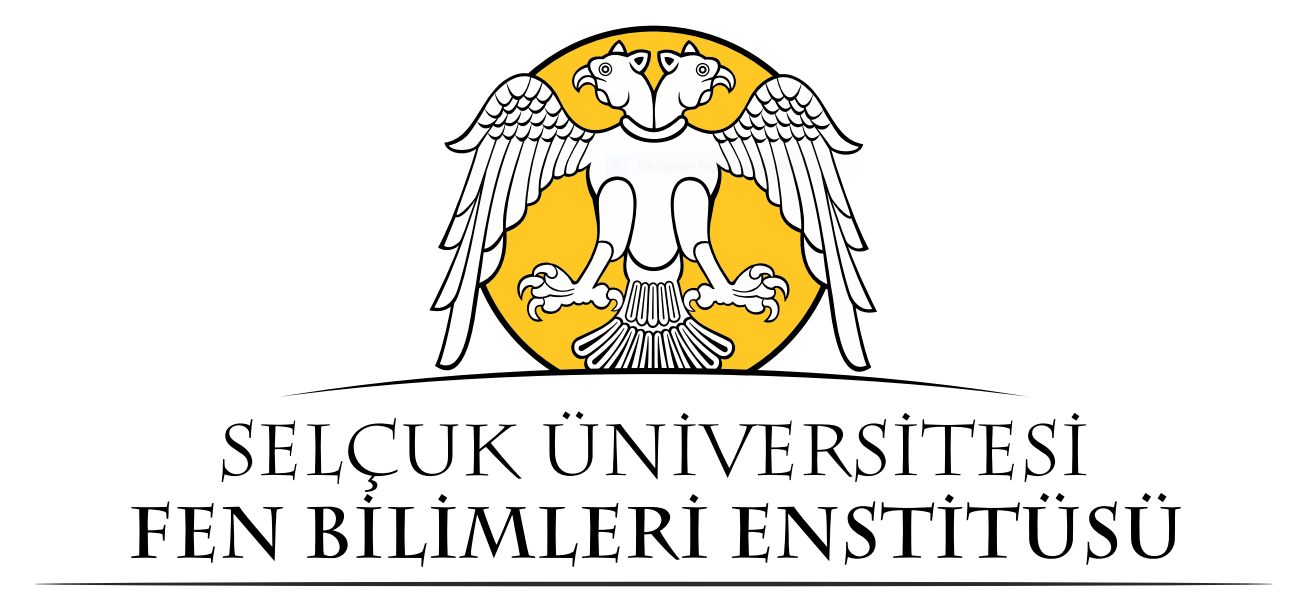 SELÇUK ÜNİVERSİTESİ
FEN BİLİMLERİ ENSTİTÜSÜ